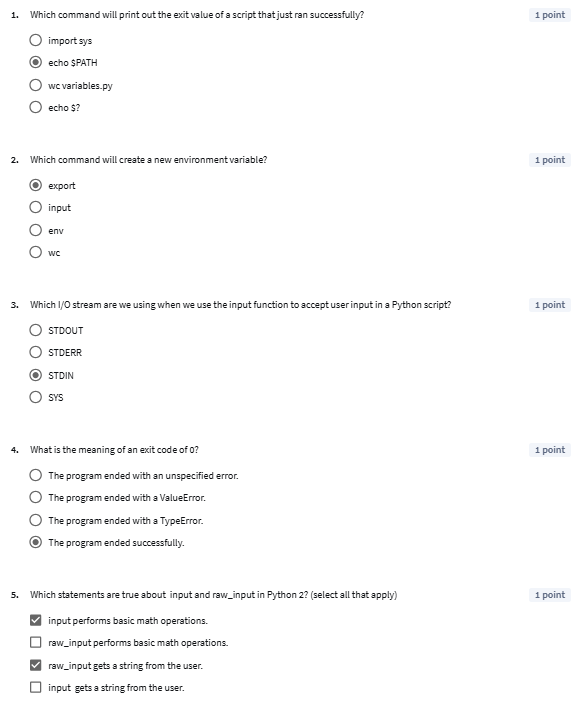 1. Which command will print out the exit value of a script that just ran successfully? 1 point
import sys
echo $PATH
wc variables.py
echo $?
2. Which command will create a new environment variable? 1 point
export
input
env
wc
3. Which I/O stream are we using when we use the input function to accept user input in a Python script? 1 point
STDOUT
STDERR
STDIN
SYS
4. What is the meaning of an exit code of 0? 1 point
The program ended with an unspecified error.
The program ended with a ValueError.
The program ended with a TypeError.
The program ended successfully.
5. Which statements are true about input and raw_input in Python 2? (select all that apply) 1 point
input performs basic math operations.
raw_input performs basic math operations.
raw_input gets a string from the user.
input gets a string from the user.